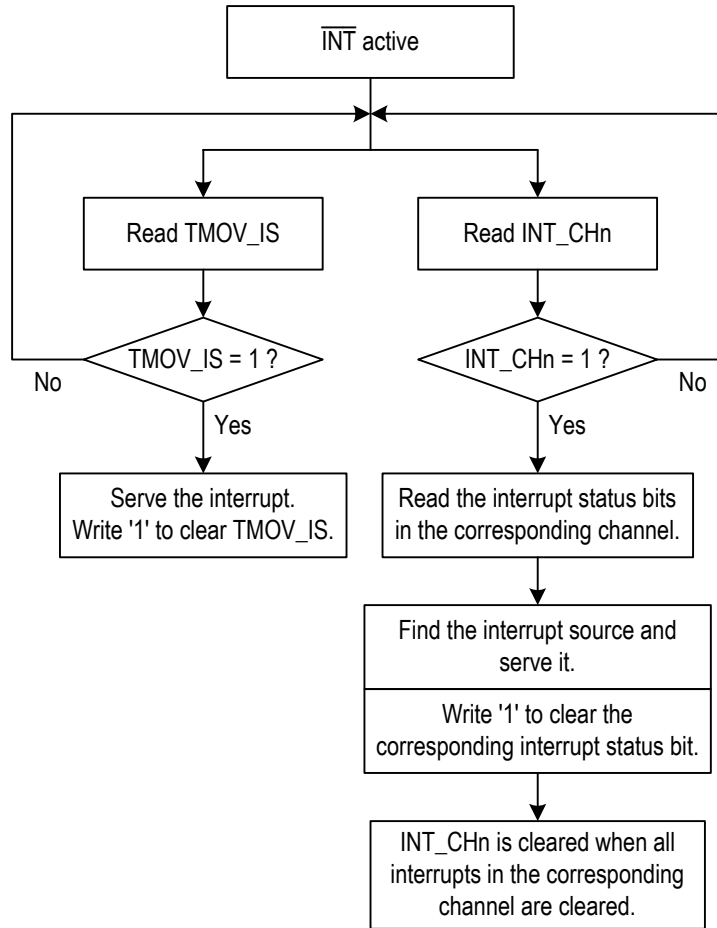 INT active
Read TMOV_IS
Read INT_CHn
TMOV_IS = 1 ?
INT_CHn = 1 ?
No
No
Yes
Yes
Serve the interrupt.
Write '1' to clear TMOV_IS.
Read the interrupt status bits
in the corresponding channel.
Find the interrupt source and
serve it.
Write '1' to clear the
corresponding interrupt status bit.
INT_CHn is cleared when all
interrupts in the corresponding
channel are cleared.